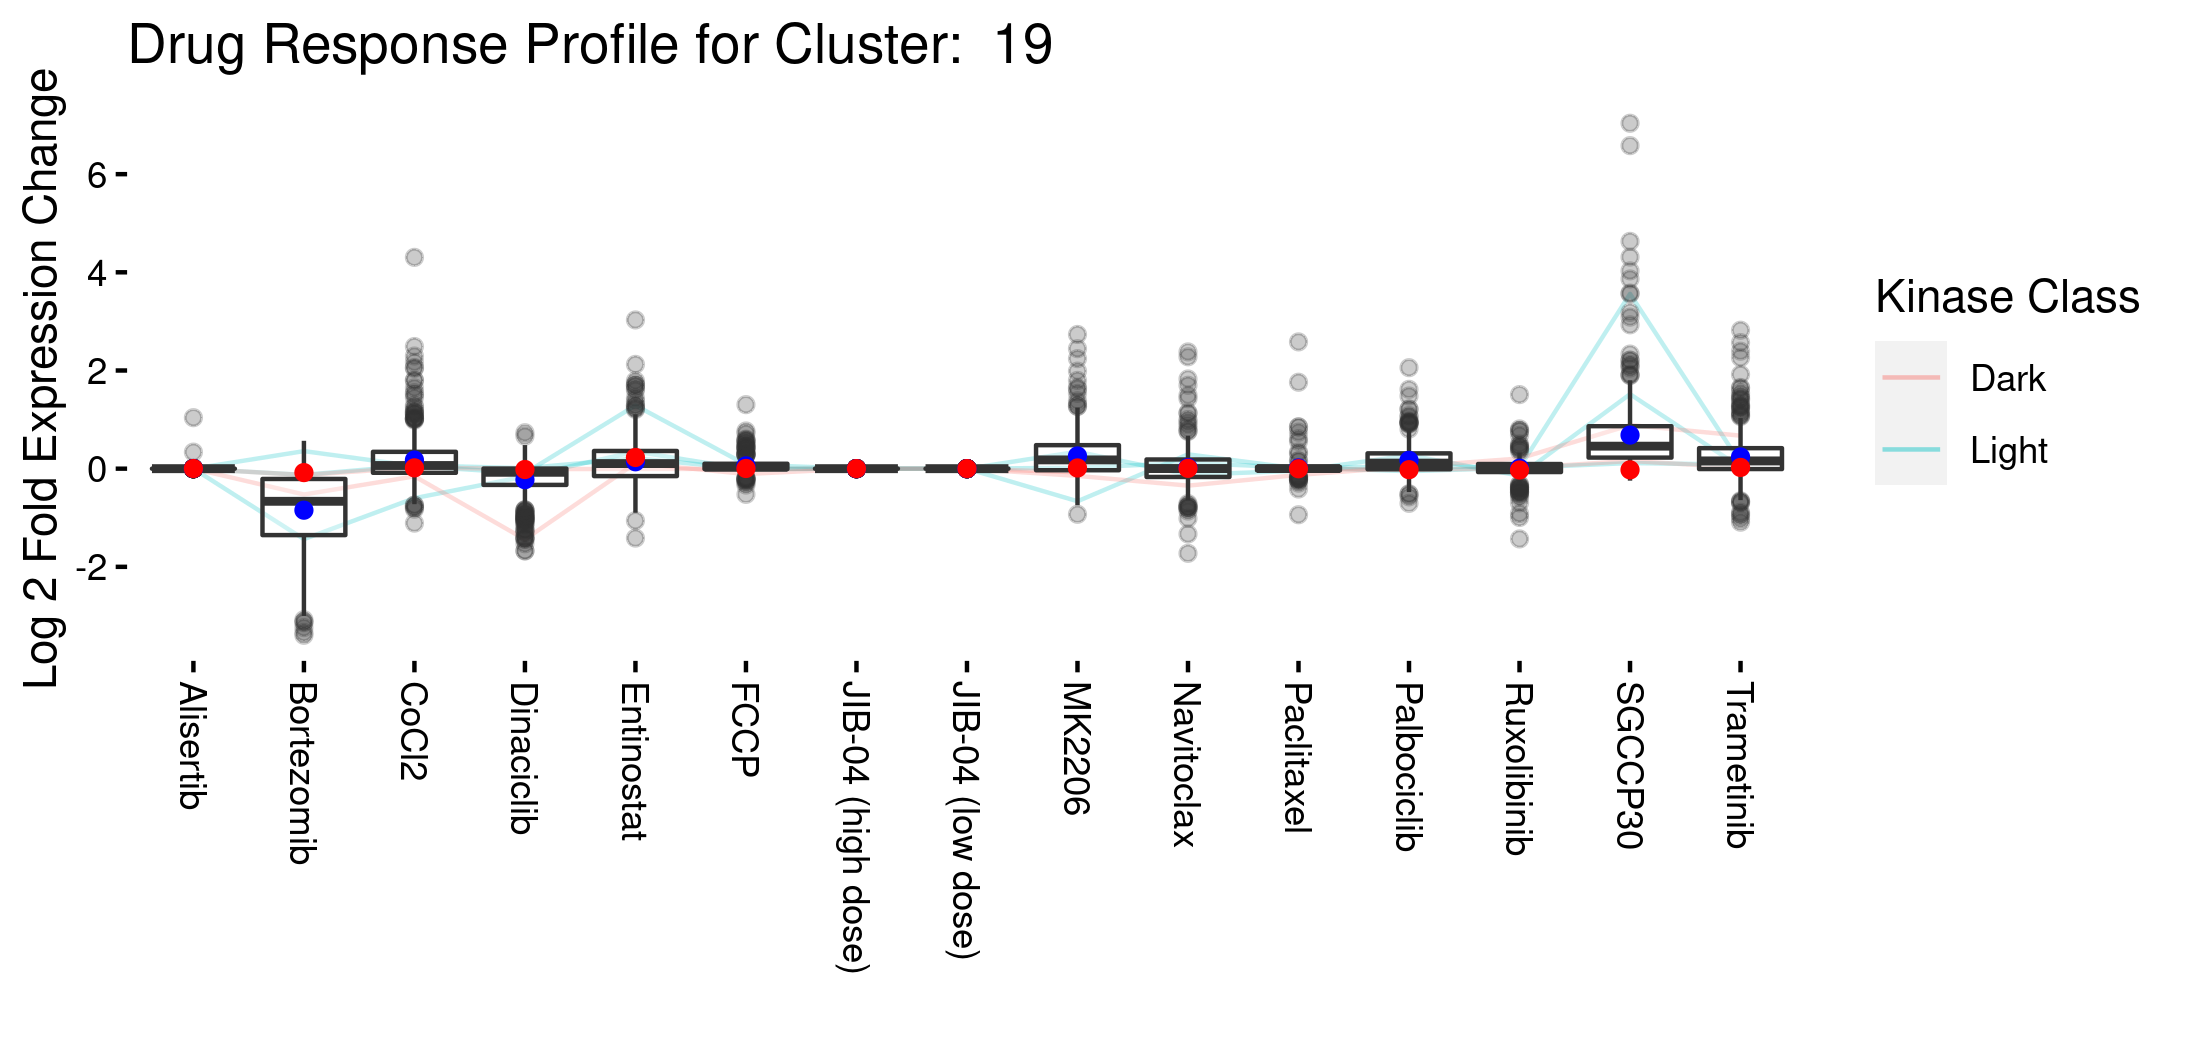 Drug Response Profile for Cluster: 19
Log 2 Fold Expression Change
6
4
2
0
-2
Alisertib
Bortezomib
CoCl2
Dinaciclib
Entinostat
FCCP
JIB-04 (high dose)
JIB-04 (low dose)
MK2206
Navitoclax
Paclitaxel
Palbociclib
Ruxolibinib
SGCCP30
Trametinib
Kinase Class
Dark
Light